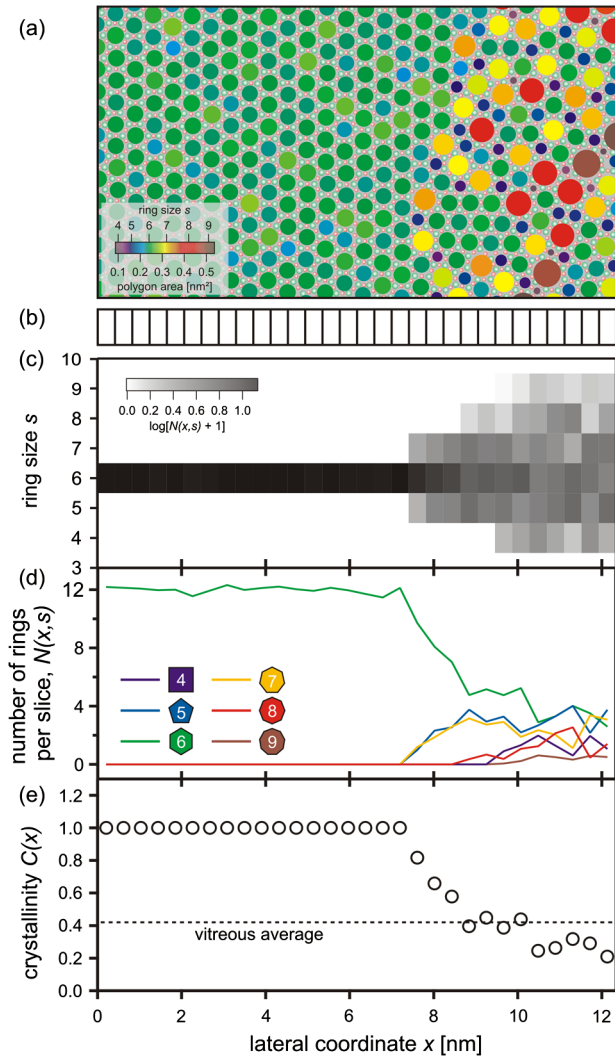 (a)
ring size s
4 5 6 7 8 9
0.1 0.2 0.3 0.4 0.5
polygon area [nm²]
(b)
(c)
10
9
8
7
6
5
4
3
ring size s
0.0 0.2 0.4 0.6 0.8 1.0
log[N(x,s) + 1]
(d)
12
8
4
0
number of rings
per slice, N(x,s)
4
5
6
7
8
9
(e)
1.2
1.0
0.8
0.6
0.4
0.2
0.0
crystallinity C(x)
vitreous average
0 2 4 6 8 10 12
lateral coordinate x [nm]